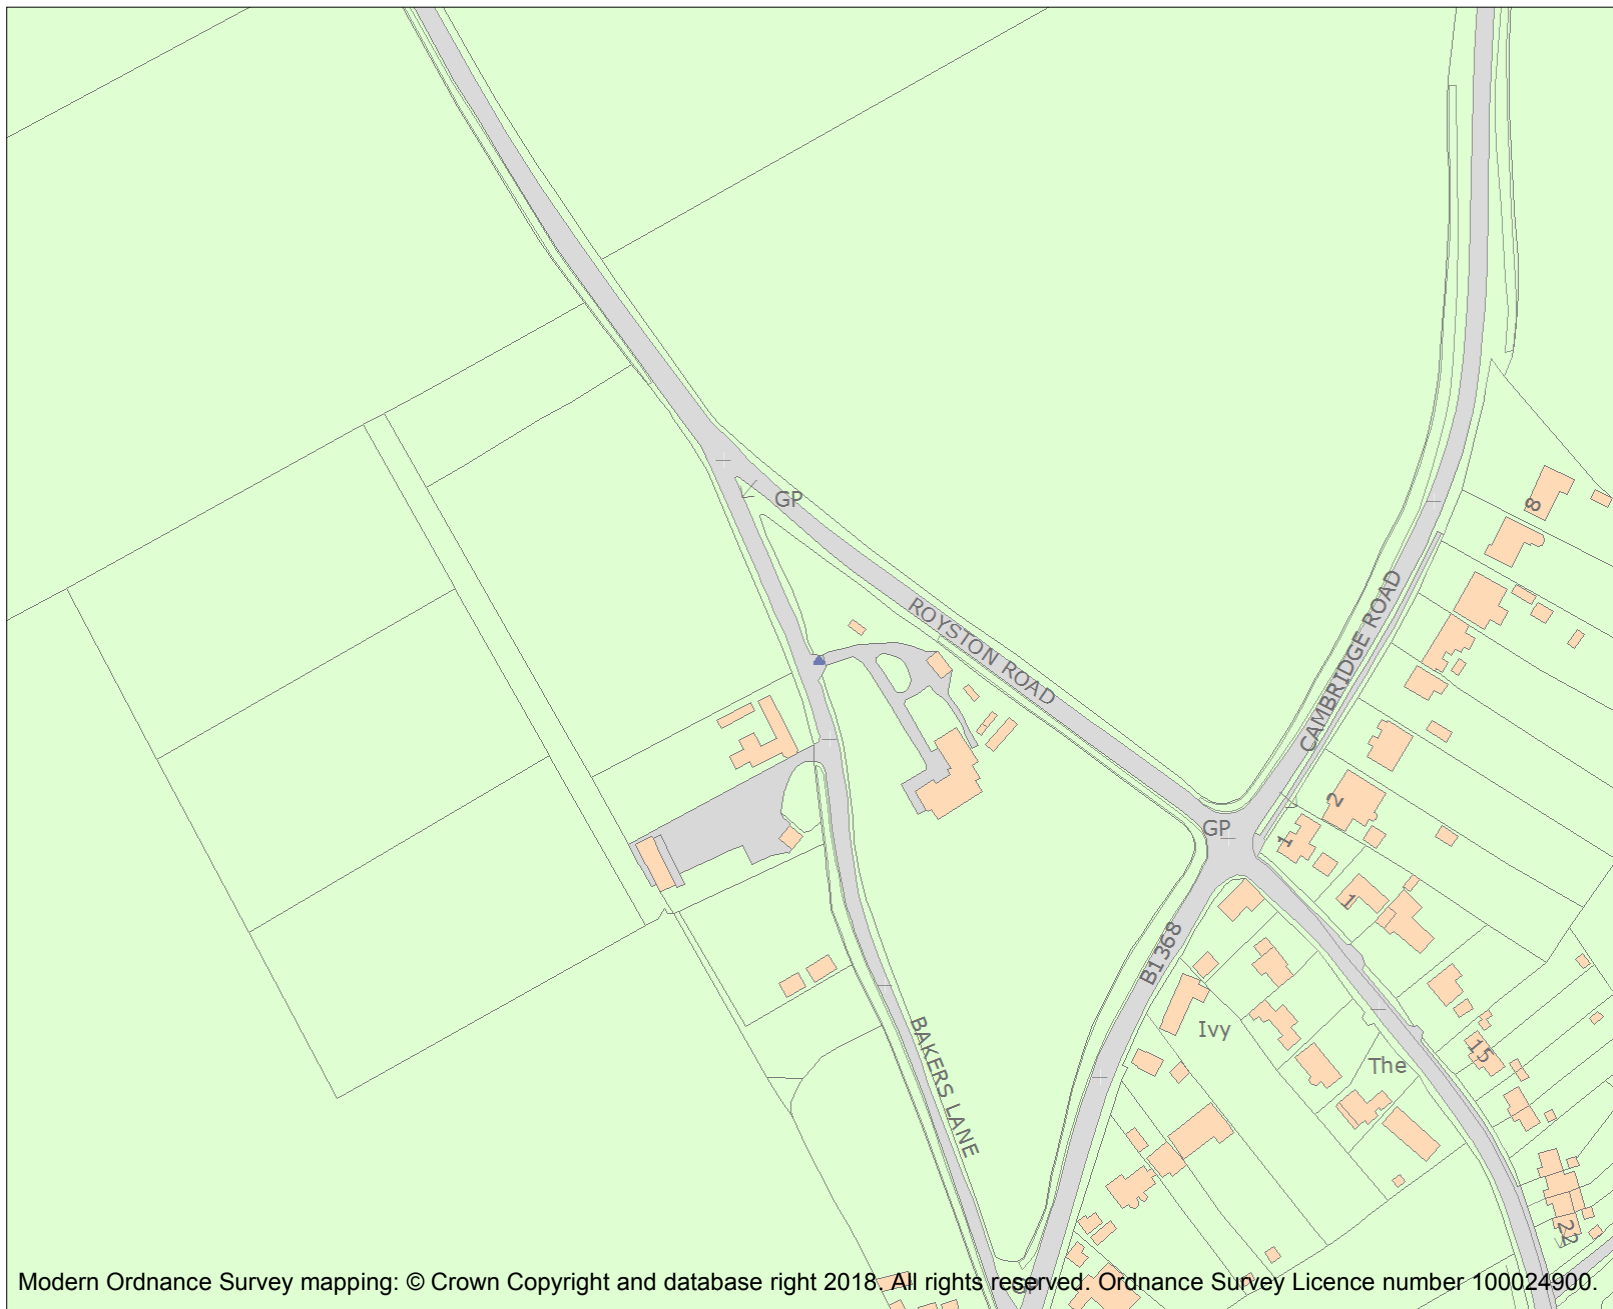 GP
8
ROYSTON ROAD
CAMBRIDGE ROAD
2
GP
1
1
B1368
Ivy
BAKERS LANE
15
The
22
GP
Modern Ordnance Survey mapping: © Crown Copyright and database right 2018. All rights reserved. Ordnance Survey Licence number 100024900.